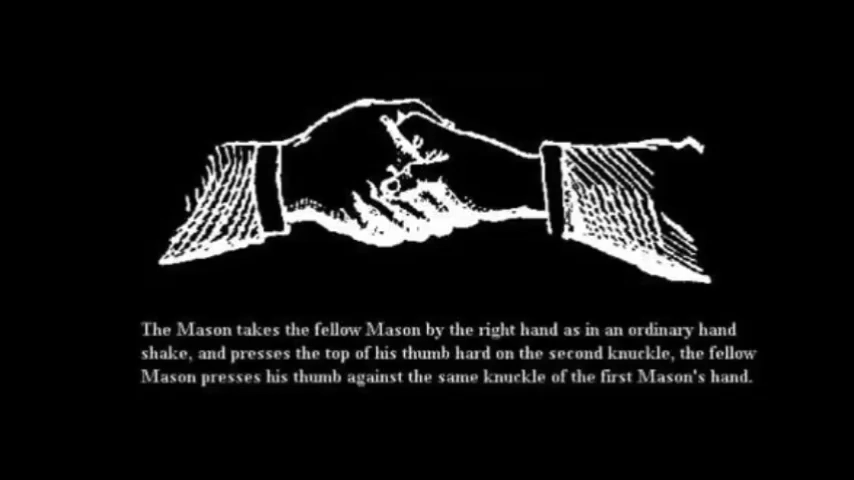 The Mason takes the fellow Mason by the right hand as in an ordinary hand
shake, and presses the top of his thumb hard on the second knuckle, the fellow
Mason presses his thumb against the same knuckle of the first Mason's hand.